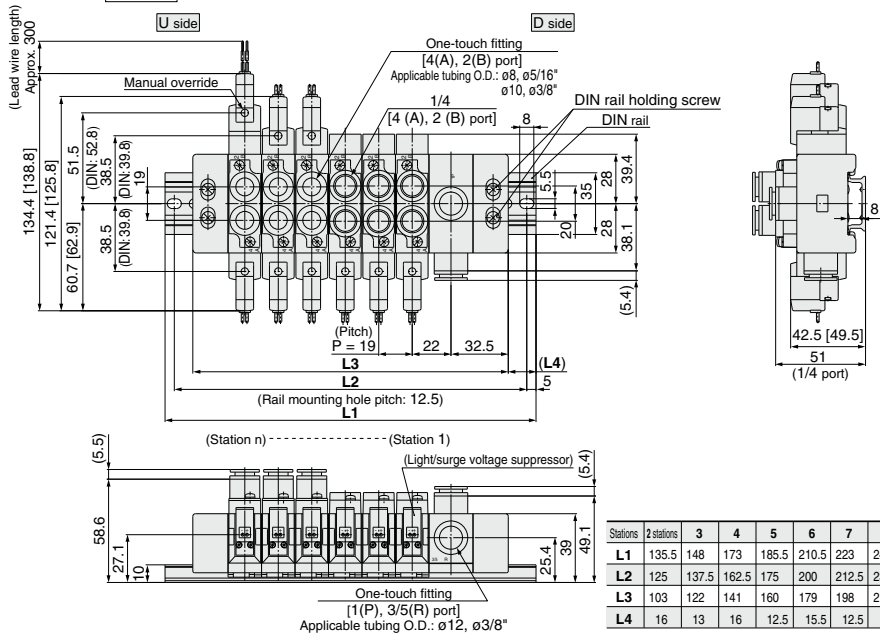 U side
D side
(Lead wire length)
Approx. 300
One-touch fitting
[4(A), 2(B) port]
Applicable tubing O.D.: ø8, ø5/16"
ø10, ø3/8"
Manual override
1/4
[4 (A), 2 (B) port]
DIN rail holding screw
DIN rail
8
134.4 [138.8]
121.4 [125.8]
60.7 [62.9]
51.5
(DIN: 52.8)
38.5
(DIN:39.8)
19
38.5
(DIN:39.8)
5.5
20
35
28
28
39.4
38.1
(5.4)
8
(Pitch)
P = 19
22
32.5
L3
(L4)
L2
5
(Rail mounting hole pitch: 12.5)
L1
42.5 [49.5]
51
(1/4 port)
(Station n)
(Station 1)
(5.5)
(Light/surge voltage suppressor)
(5.4)
58.6
27.1
10
25.4
39
49.1
One-touch fitting
[1(P), 3/5(R) port]
Applicable tubing O.D.: ø12, ø3/8"
Stations 2 stations 3 4 5 6 7
L1 135.5 148 173 185.5 210.5 223
L2 125 137.5 162.5 175 200 212.5
L3 103 122 141 160 179 198
L4 16 13 16 12.5 15.5 12.5